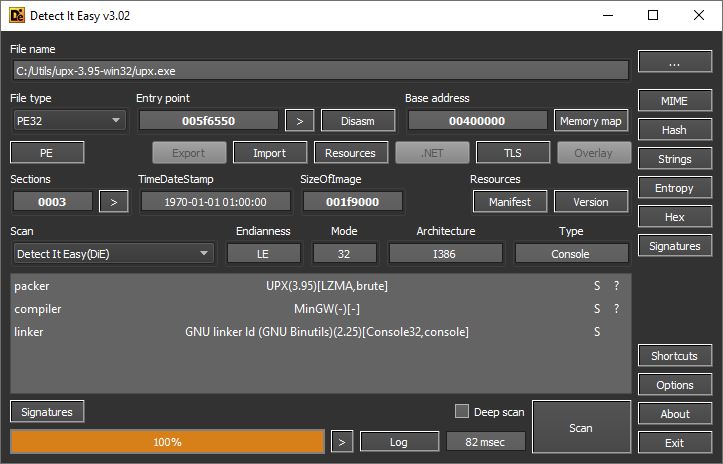 Detect It Easy v3.02
File name
C:/Utils/upx-3.95-win32/upx.exe
...
File type Entry point Base address
PE32 005f6550 > Disasm 00400000 Memory map MIME
PE Export Import Resources .NET TLS Overlay Hash
Strings
Sections TimeDateStamp SizeOfImage Resources
0003 > 1970-01-01 01:00:00 001f9000 Manifest Version Entropy
Hex
Scan Endianness Mode Architecture Type
Detect It Easy(DiE) LE 32 I386 Console Signatures
packer UPX(3.95)[LZMA,brute] S ?
compiler MinGW(-)[-] S ?
linker GNU linker ld (GNU Binutils)(2.25)[Console32,console] S
Shortcuts
Options
Signatures Deep scan Scan About
100% > Log 82 msec Exit